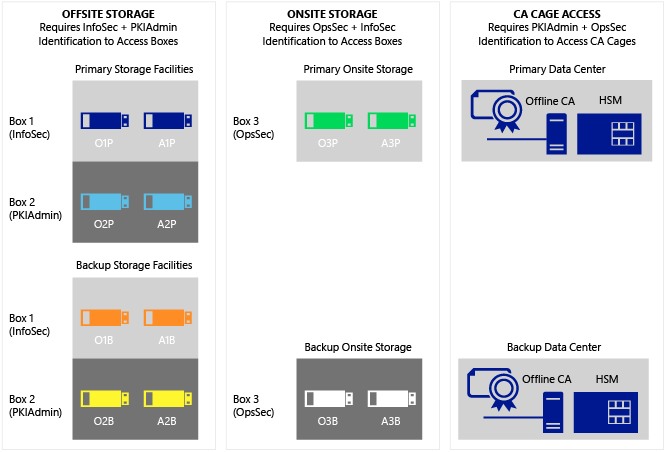 OFFSITE STORAGE
Requires InfoSec + PKIAdmin
Identification to Access Boxes
Primary Storage Facilities
Box 1
(InfoSec)
O1P
A1P
Box 2
(PKIAdmin)
O2P
A2P
Backup Storage Facilities
Box 1
(InfoSec)
O1B
A1B
Box 2
(PKIAdmin)
O2B
A2B
ONSITE STORAGE
Requires OpsSec + InfoSec
Identification to Access Boxes
Primary Onsite Storage
Box 3
(OpsSec)
O3P
A3P
Backup Onsite Storage
Box 3
(OpsSec)
O3B
A3B
CA CAGE ACCESS
Requires PKIAdmin + OpsSec
Identification to Access CA Cages
Primary Data Center
Offline CA
HSM
Backup Data Center
Offline CA
HSM